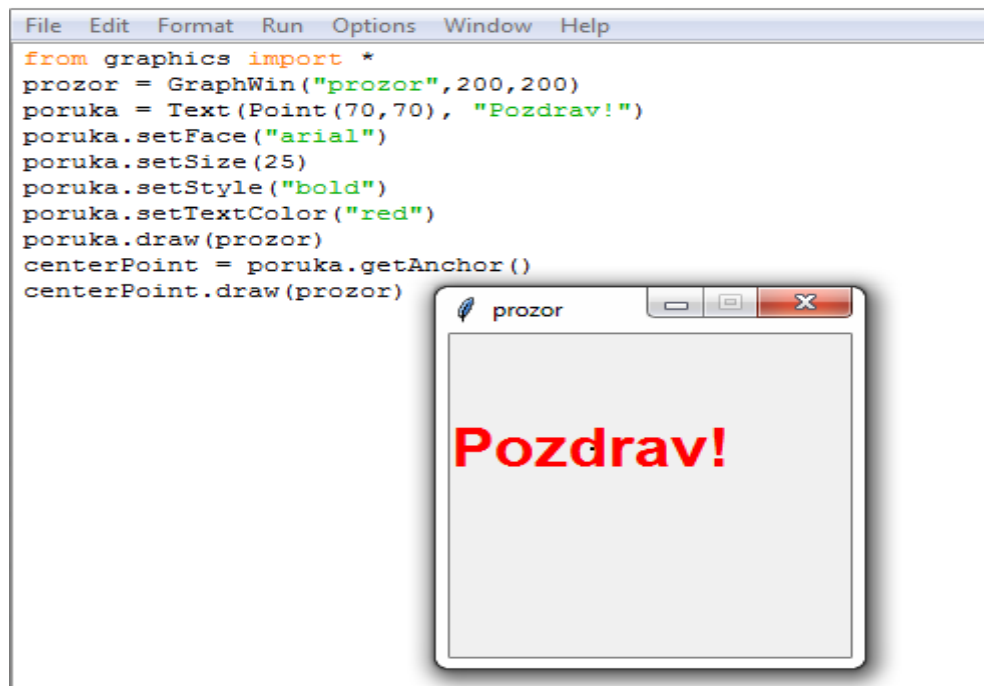 File Edit Format Run Options Window Help
from graphics import *
prozor = GraphWin("prozor",200,200)
poruka = Text(Point(70,70), "Pozdrav!")
poruka.setFace("arial")
poruka.setSize(25)
poruka.setStyle("bold")
poruka.setTextColor("red")
poruka.draw(prozor)
centerPoint = poruka.getAnchor()
centerPoint.draw(prozor)
prozor
Pozdrav!